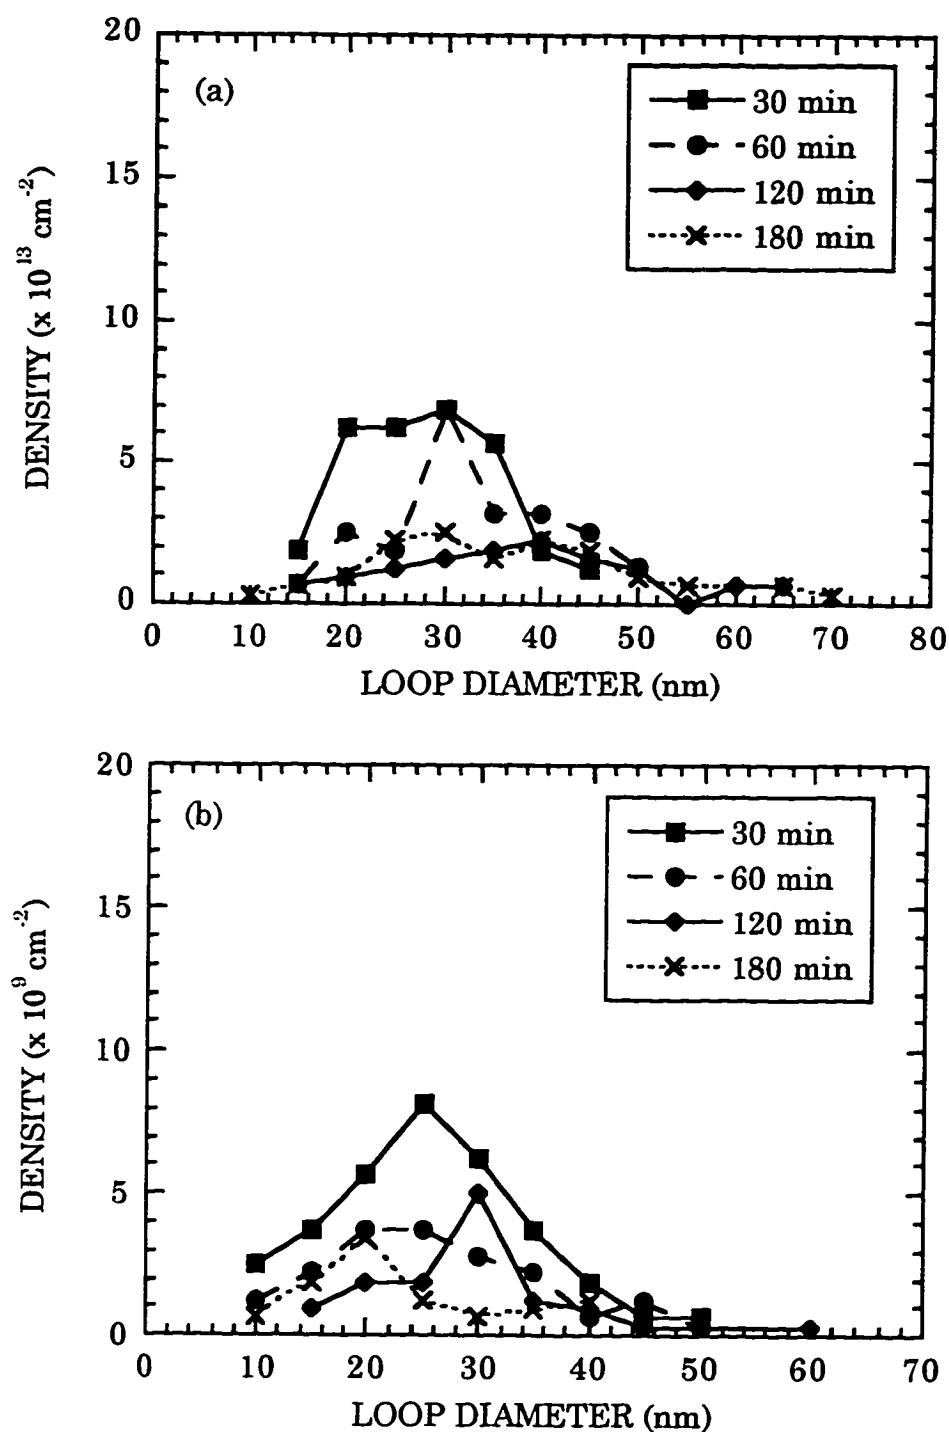 20
(a)
30 min
60 min
120 min
180 min
15
10
5
0
DENSITY (x 10^13 cm^-2)
0 10 20 30 40 50 60 70 80
LOOP DIAMETER (nm)
20
(b)
30 min
60 min
120 min
180 min
15
10
5
0
DENSITY (x 10^9 cm^-2)
0 10 20 30 40 50 60 70
LOOP DIAMETER (nm)